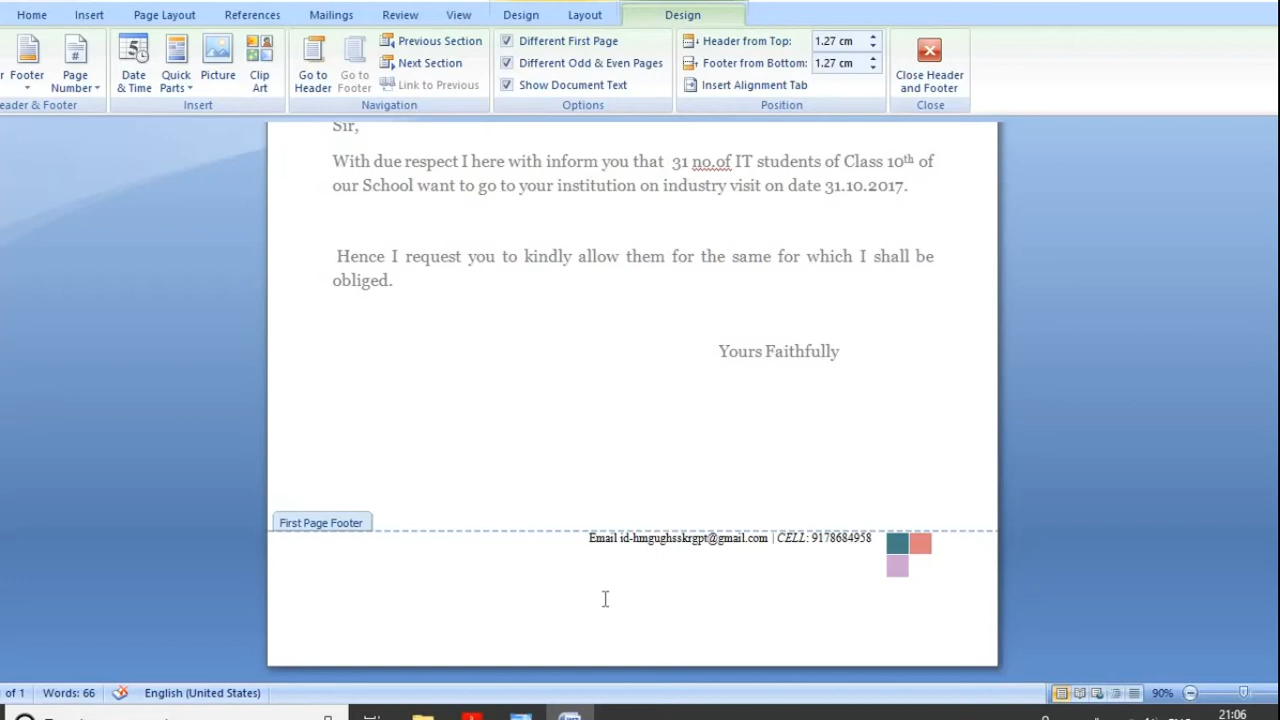 Home Insert Page Layout References Mailings Review View Design Layout Design
Footer Page Number Date & Time Quick Parts Picture Clip Art Go to Header Go to Footer Previous Section Next Section Link to Previous
Different First Page
Different Odd & Even Pages
Show Document Text
Header from Top: 1.27 cm
Footer from Bottom: 1.27 cm
Insert Alignment Tab
Close Header and Footer
eader & Footer Insert Navigation Options Position Close
Sir,
With due respect I here with inform you that 31 no.of IT students of Class 10th of
our School want to go to your institution on industry visit on date 31.10.2017.
Hence I request you to kindly allow them for the same for which I shall be
obliged.
Yours Faithfully
First Page Footer
Email id-hmgughsskrgpt@gmail.com | CELL: 9178684958
of 1 Words: 66 English (United States) 90%
21:06